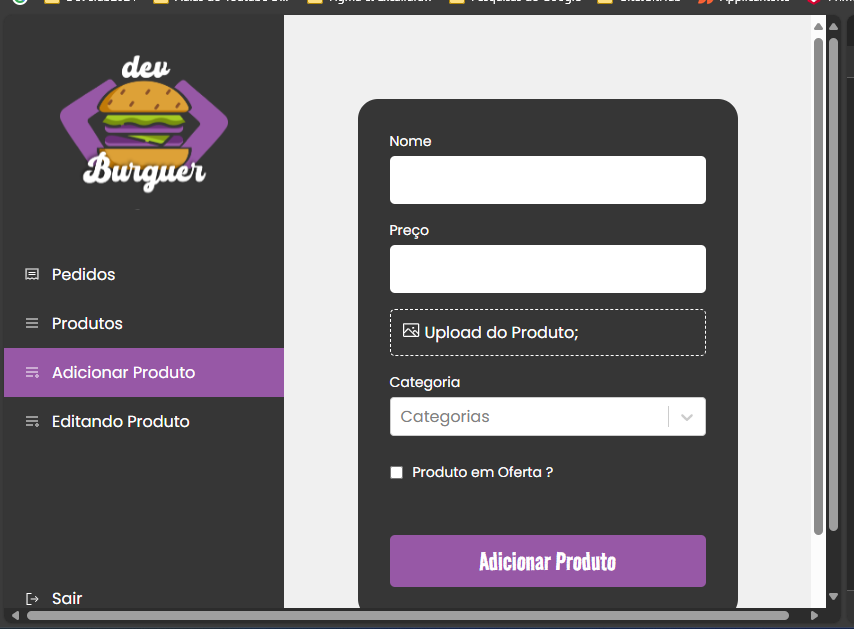 dev
Burguer
Pedidos
Produtos
Adicionar Produto
Editando Produto
Sair
Nome
Preço
Upload do Produto;
Categoria
Categorias
Produto em Oferta ?
Adicionar Produto